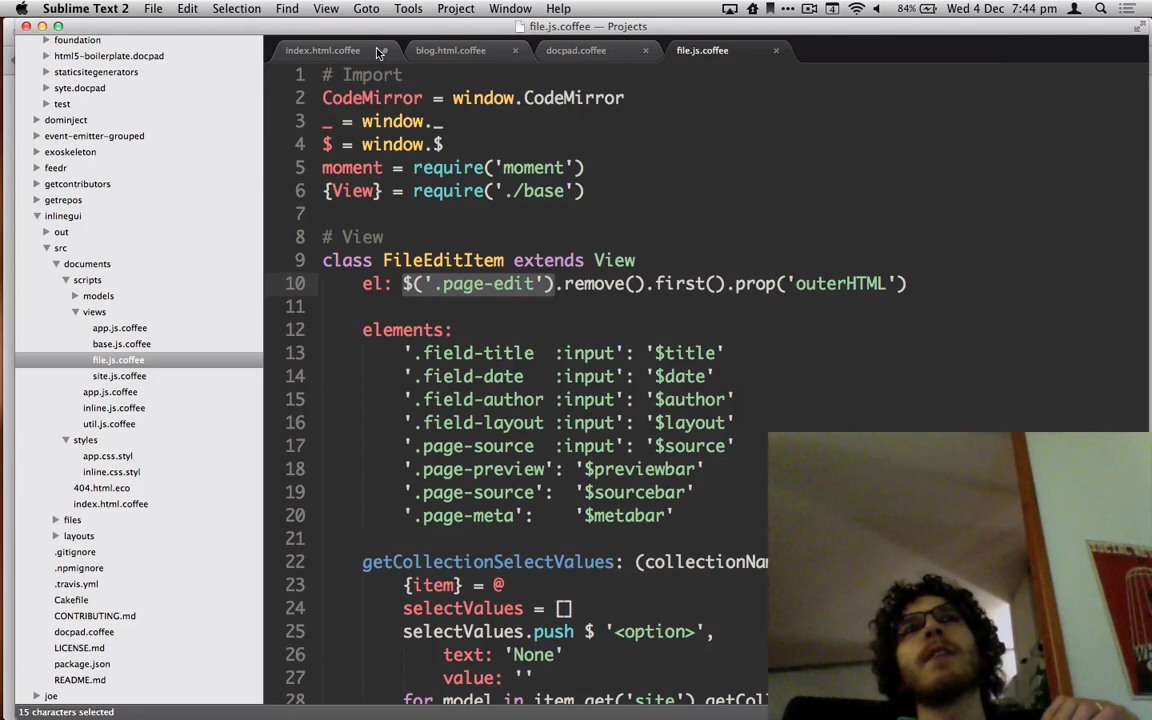 Sublime Text 2 File Edit Selection Find View Goto Tools Project Window Help 84% Wed 4 Dec 7:44 pm
file.js.coffee — Projects
index.html.coffee blog.html.coffee docpad.coffee file.js.coffee
foundation
html5-boilerplate.docpad
staticsitegenerators
syte.docpad
test
dominject
event-emitter-grouped
exoskeleton
feedr
getcontributors
getrepos
inlinegui
out
src
documents
scripts
models
views
app.js.coffee
base.js.coffee
file.js.coffee
site.js.coffee
app.js.coffee
inline.js.coffee
util.js.coffee
styles
app.css.styl
inline.css.styl
404.html.eco
index.html.coffee
files
layouts
.gitignore
.npmignore
.travis.yml
Cakefile
CONTRIBUTING.md
docpad.coffee
LICENSE.md
package.json
README.md
joe
1 # Import
2 CodeMirror = window.CodeMirror
3 _ = window._
4 $ = window.$
5 moment = require('moment')
6 {View} = require('./base')
7
8 # View
9 class FileEditItem extends View
10 el: $('.page-edit').remove().first().prop('outerHTML')
11
12 elements:
13 '.field-title :input': '$title'
14 '.field-date :input': '$date'
15 '.field-author :input': '$author'
16 '.field-layout :input': '$layout'
17 '.page-source :input': '$source'
18 '.page-preview': '$previewbar'
19 '.page-source': '$sourcebar'
20 '.page-meta': '$metabar'
21
22 getCollectionSelectValues: (collectionNa
23 {item} = @
24 selectValues = []
25 selectValues.push $ '<option>',
26 text: 'None'
27 value: ''
28 for model in item.get('site').getColl
15 characters selected